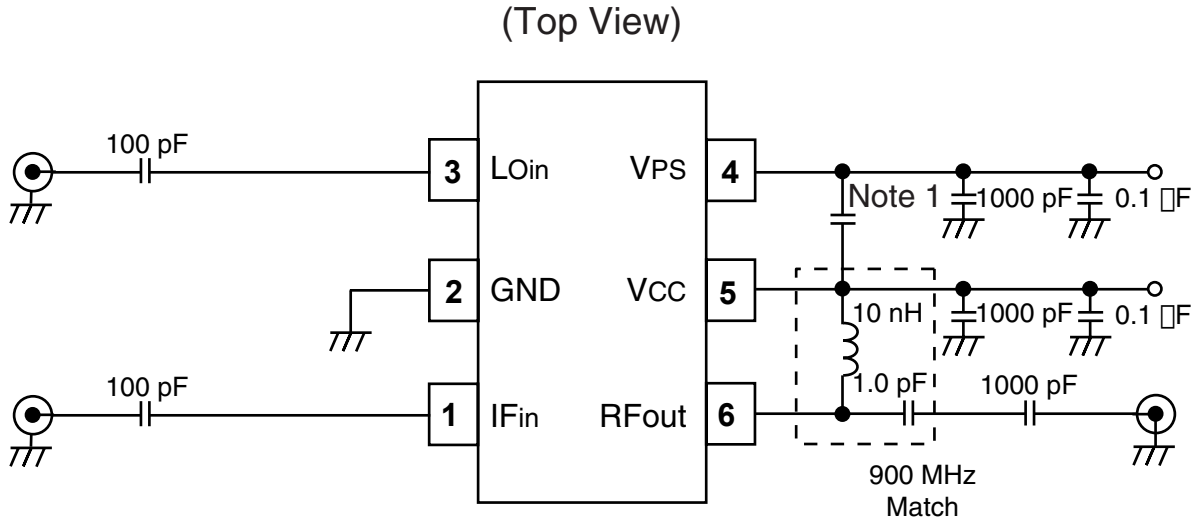 (Top View)
100 pF
3 LOin VPS 4
Note 1 1000 pF 0.1 □F
2 GND VCC 5
10 nH 1000 pF 0.1 □F
100 pF
1.0 pF 1000 pF
1 IFin RFout 6
900 MHz
Match